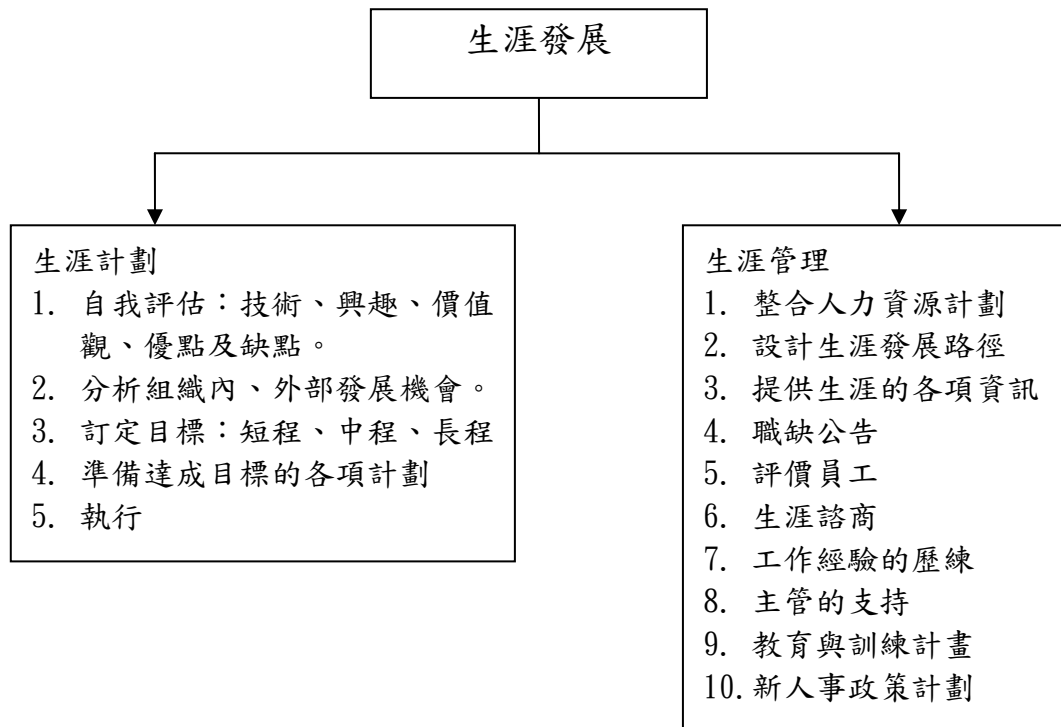 生涯發展
生涯計劃
1. 自我評估：技術、興趣、價值
觀、優點及缺點。
2. 分析組織內、外部發展機會。
3. 訂定目標：短程、中程、長程
4. 準備達成目標的各項計劃
5. 執行
生涯管理
1. 整合人力資源計劃
2. 設計生涯發展路徑
3. 提供生涯的各項資訊
4. 職缺公告
5. 評價員工
6. 生涯諮商
7. 工作經驗的歷練
8. 主管的支持
9. 教育與訓練計畫
10. 新人事政策計劃